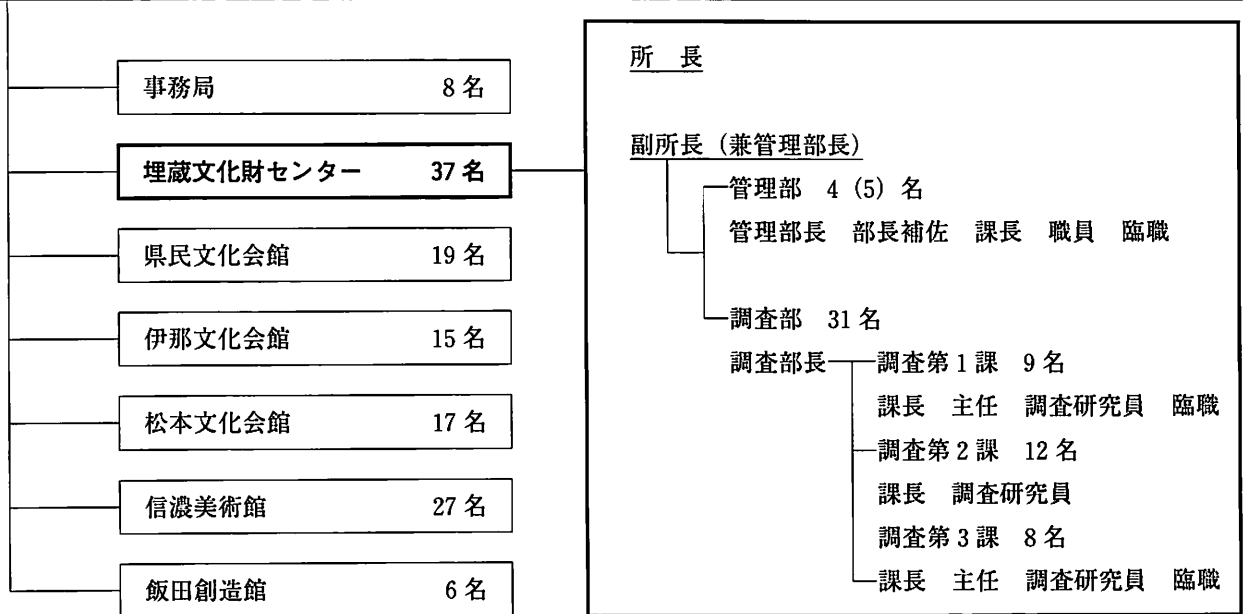 事務局 8名
埋蔵文化財センター 37名
県民文化会館 19名
伊那文化会館 15名
松本文化会館 17名
信濃美術館 27名
飯田創造館 6名
所 長
副所長(兼管理部長)
管理部 4(5)名
管理部長 部長補佐 課長 職員 臨職
調査部 31名
調査部長 調査第1課 9名
課長 主任 調査研究員 臨職
調査第2課 12名
課長 調査研究員
調査第3課 8名
課長 主任 調査研究員 臨職